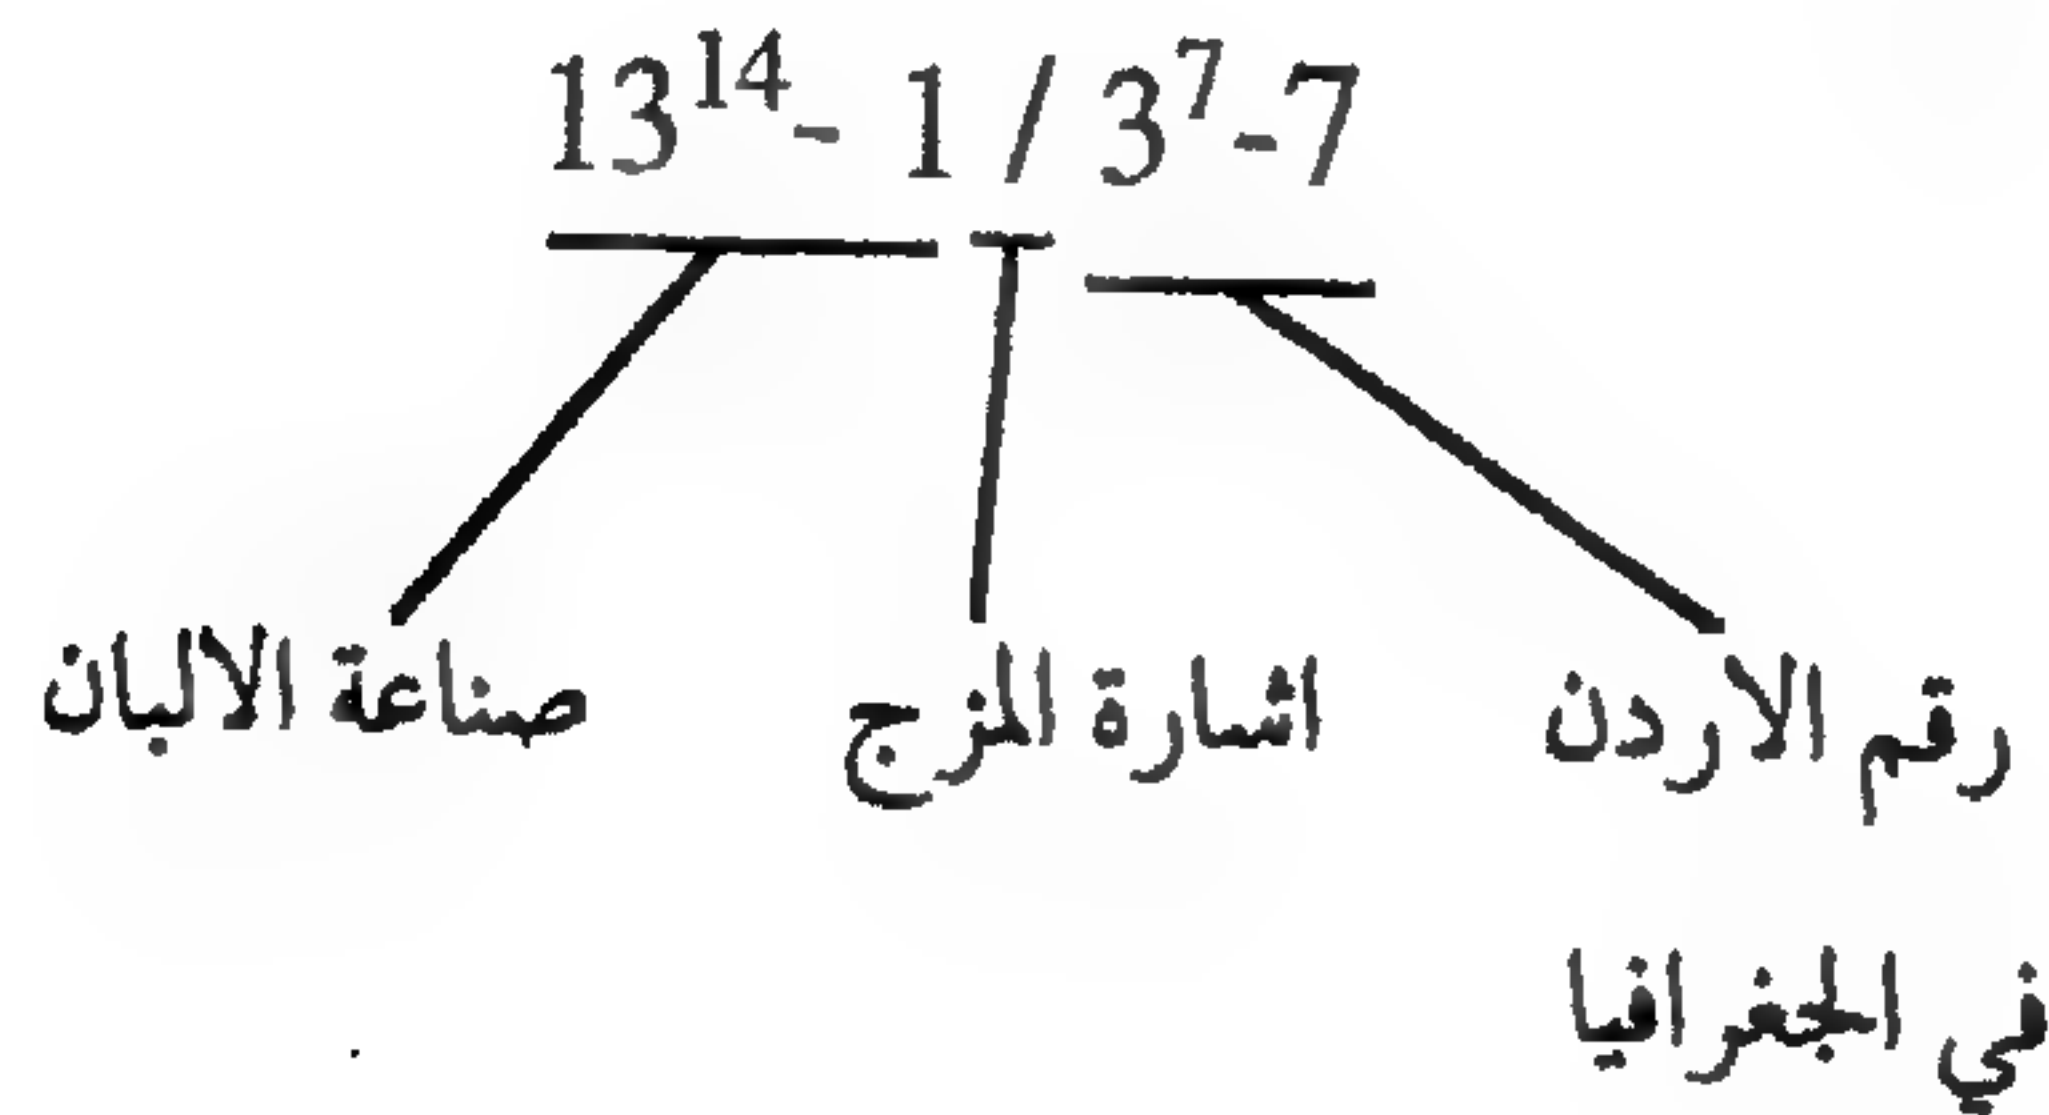 13¹⁴- 1 / 3⁷-7
رقم الاردن اشارة المزج صناعة الالبان
في الجغرافيا